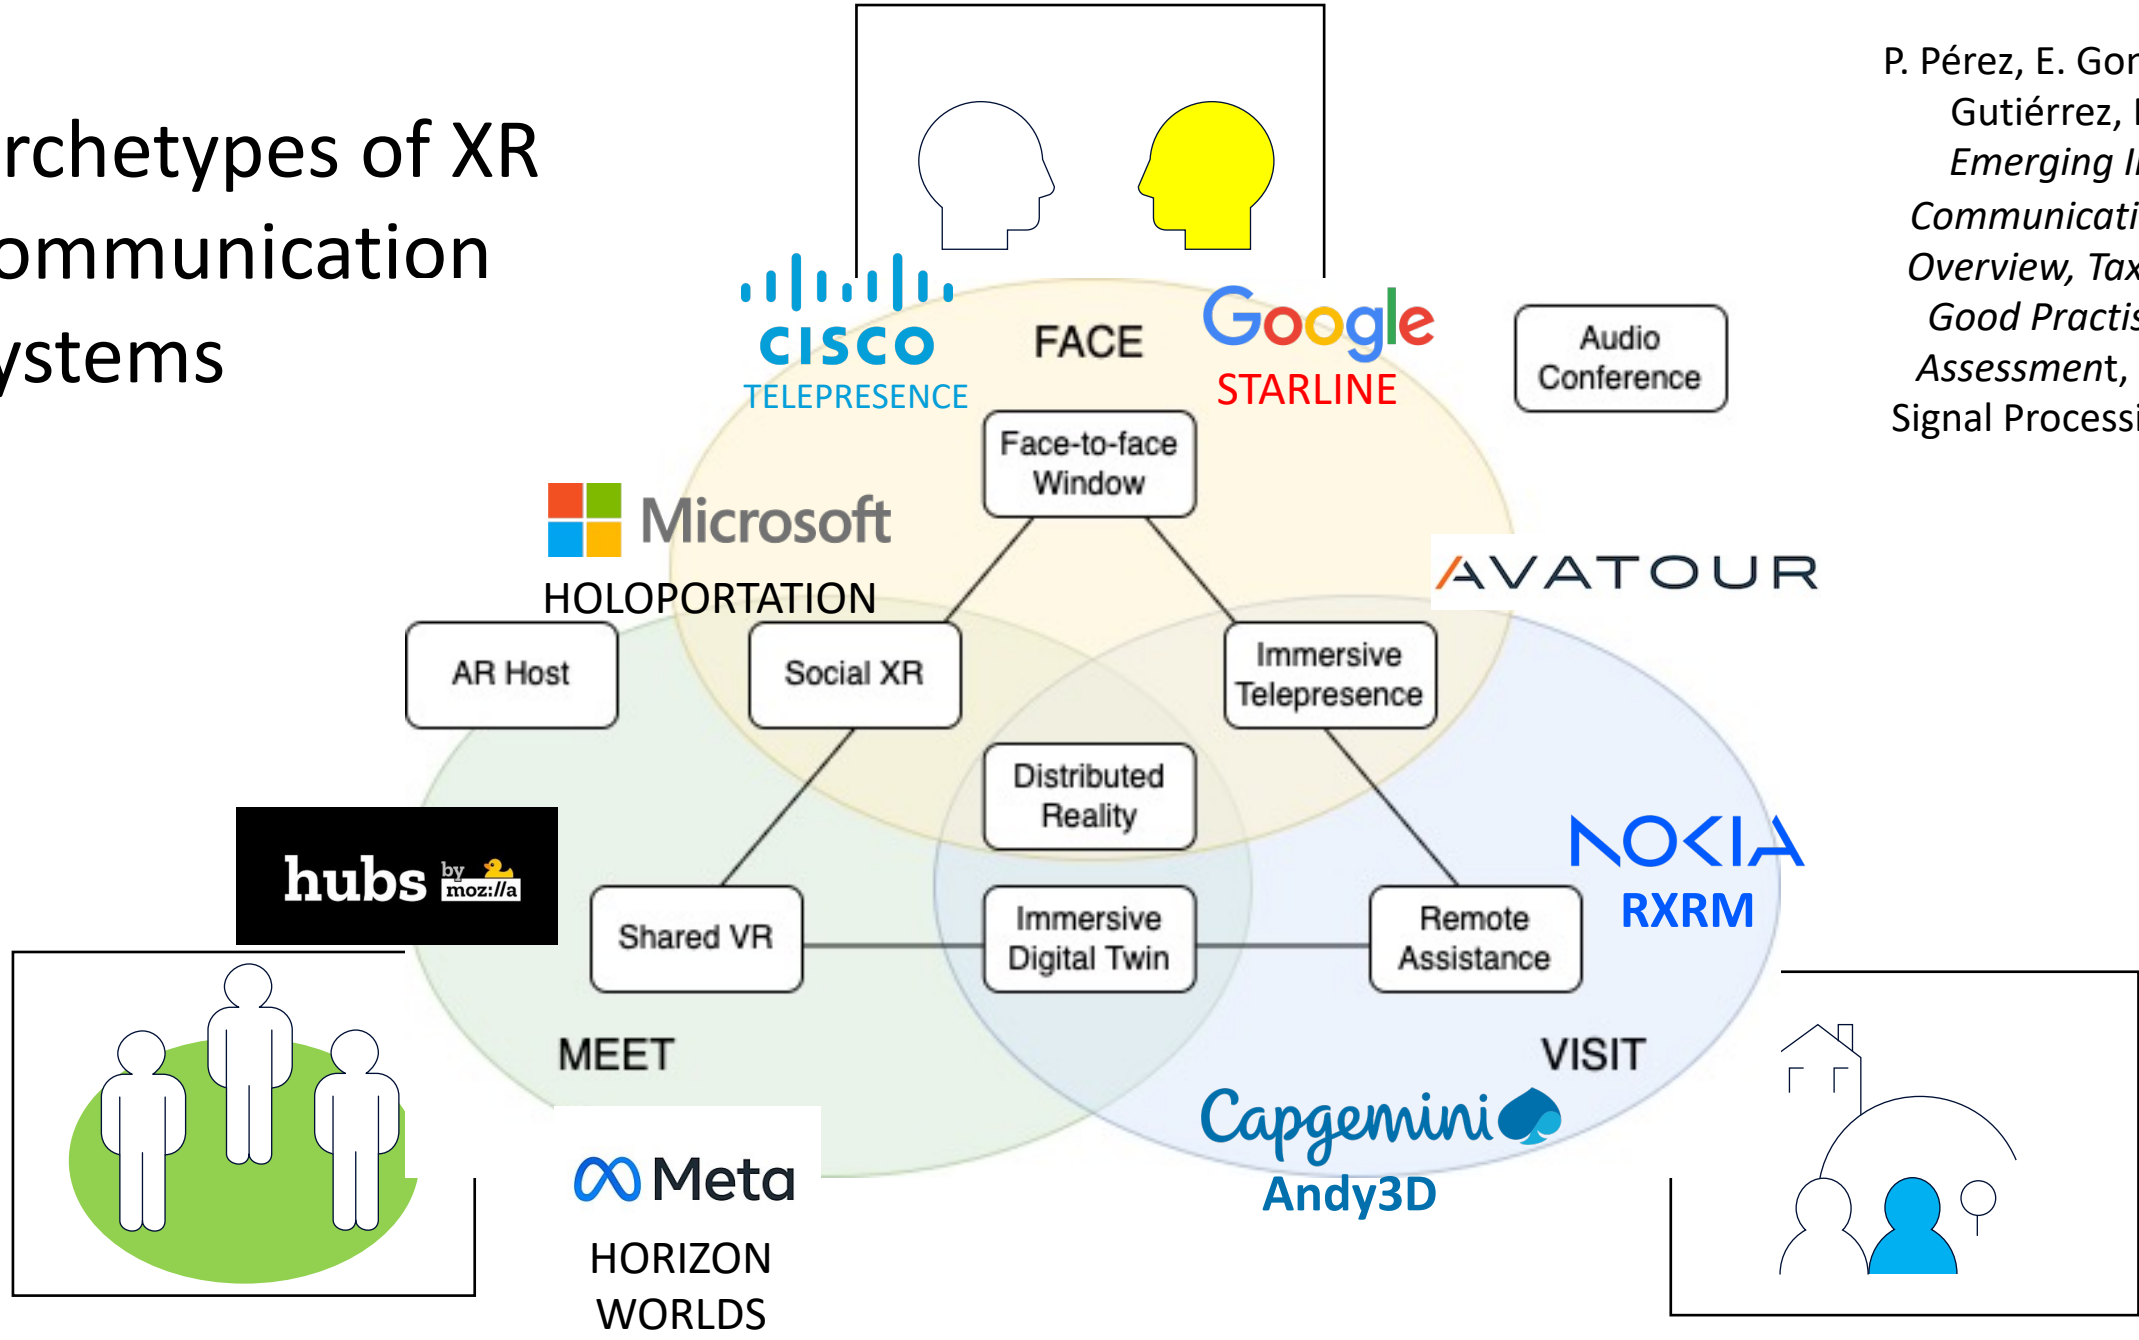 rchetypes of XR
ommunication
ystems
P. Pérez, E. Gon
Gutiérrez,
Emerging I
Communicati
Overview, Tax
Good Practis
Assessment,
Signal Processi
CISCO
TELEPRESENCE
FACE
Google
STARLINE
Audio
Conference
Face-to-face
Window
Microsoft
HOLOPORTATION
AVATOUR
AR Host
Social XR
Immersive
Telepresence
Distributed
Reality
NOKIA
RXRM
hubs by
moz://a
Shared VR
Immersive
Digital Twin
Remote
Assistance
MEET
VISIT
Capgemini
Andy3D
Meta
HORIZON
WORLDS